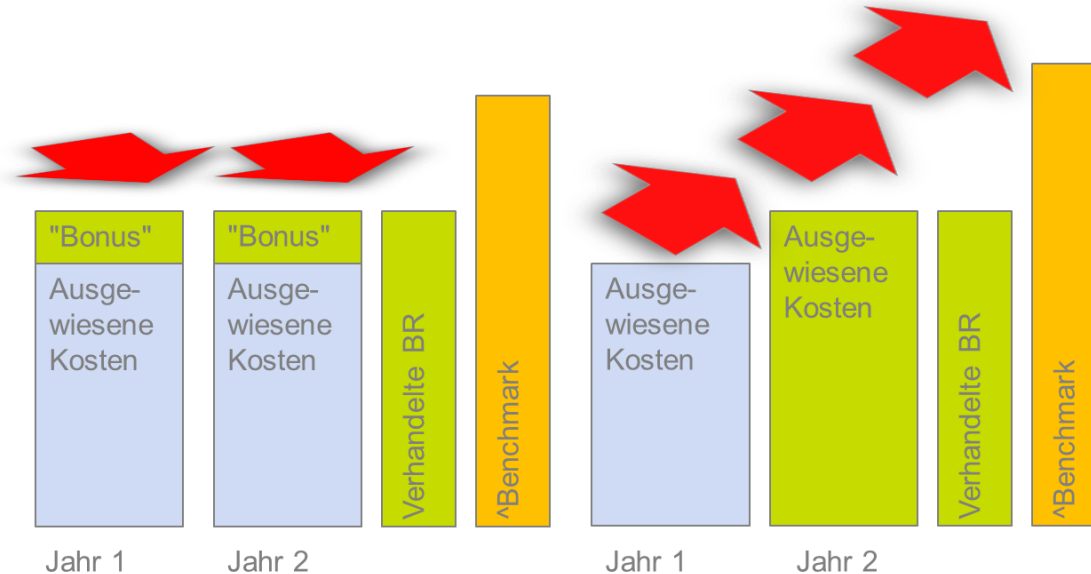 "Bonus"
Ausge-
wiesene
Kosten
Jahr 1
"Bonus"
Ausge-
wiesene
Kosten
Jahr 2
Verhandelte BR
^Benchmark
Ausge-
wiesene
Kosten
Jahr 1
Ausge-
wiesene
Kosten
Jahr 2
Verhandelte BR
^Benchmark